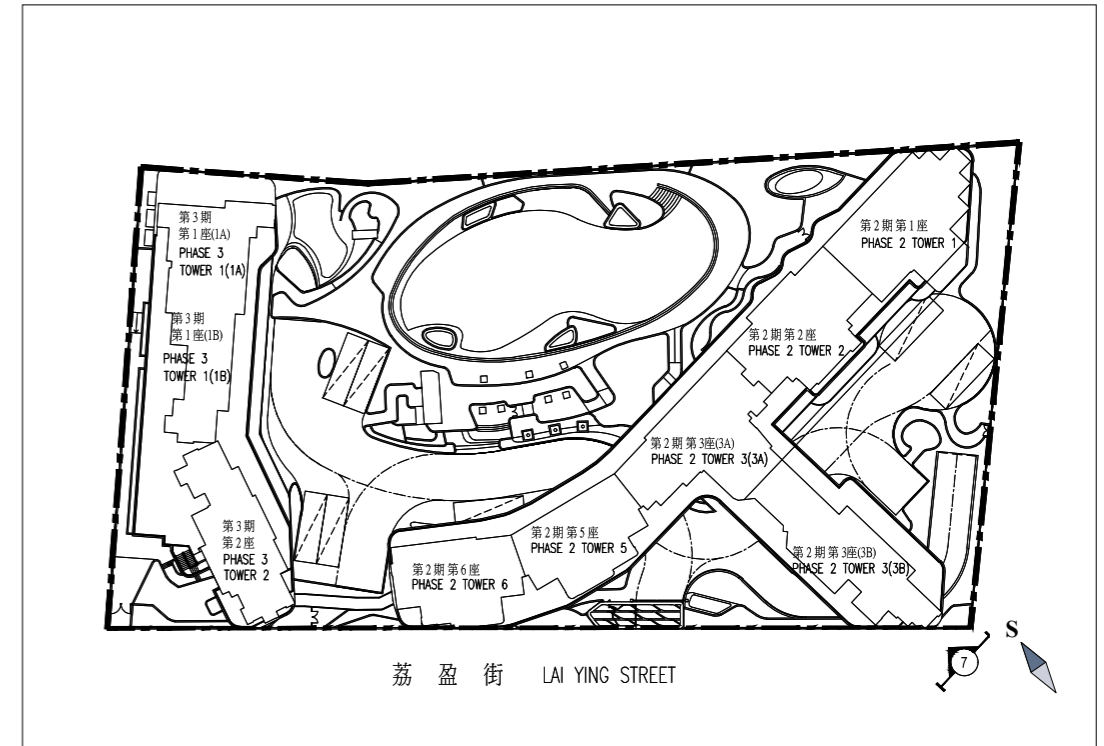 第3期
第1座(1A)
PHASE 3
TOWER 1(1A)
第3期
第1座(1B)
PHASE 3
TOWER 1(1B)
第3期
第2座
PHASE 3
TOWER 2
第2期第1座
PHASE 2 TOWER 1
第2期第2座
PHASE 2 TOWER 2
第2期第3座(3A)
PHASE 2 TOWER 3(3A)
第2期第5座
PHASE 2 TOWER 5
第2期第6座
PHASE 2 TOWER 6
第2期第3座(3B)
PHASE 2 TOWER 3(3B)
荔盈街 LAI YING STREET
7
S